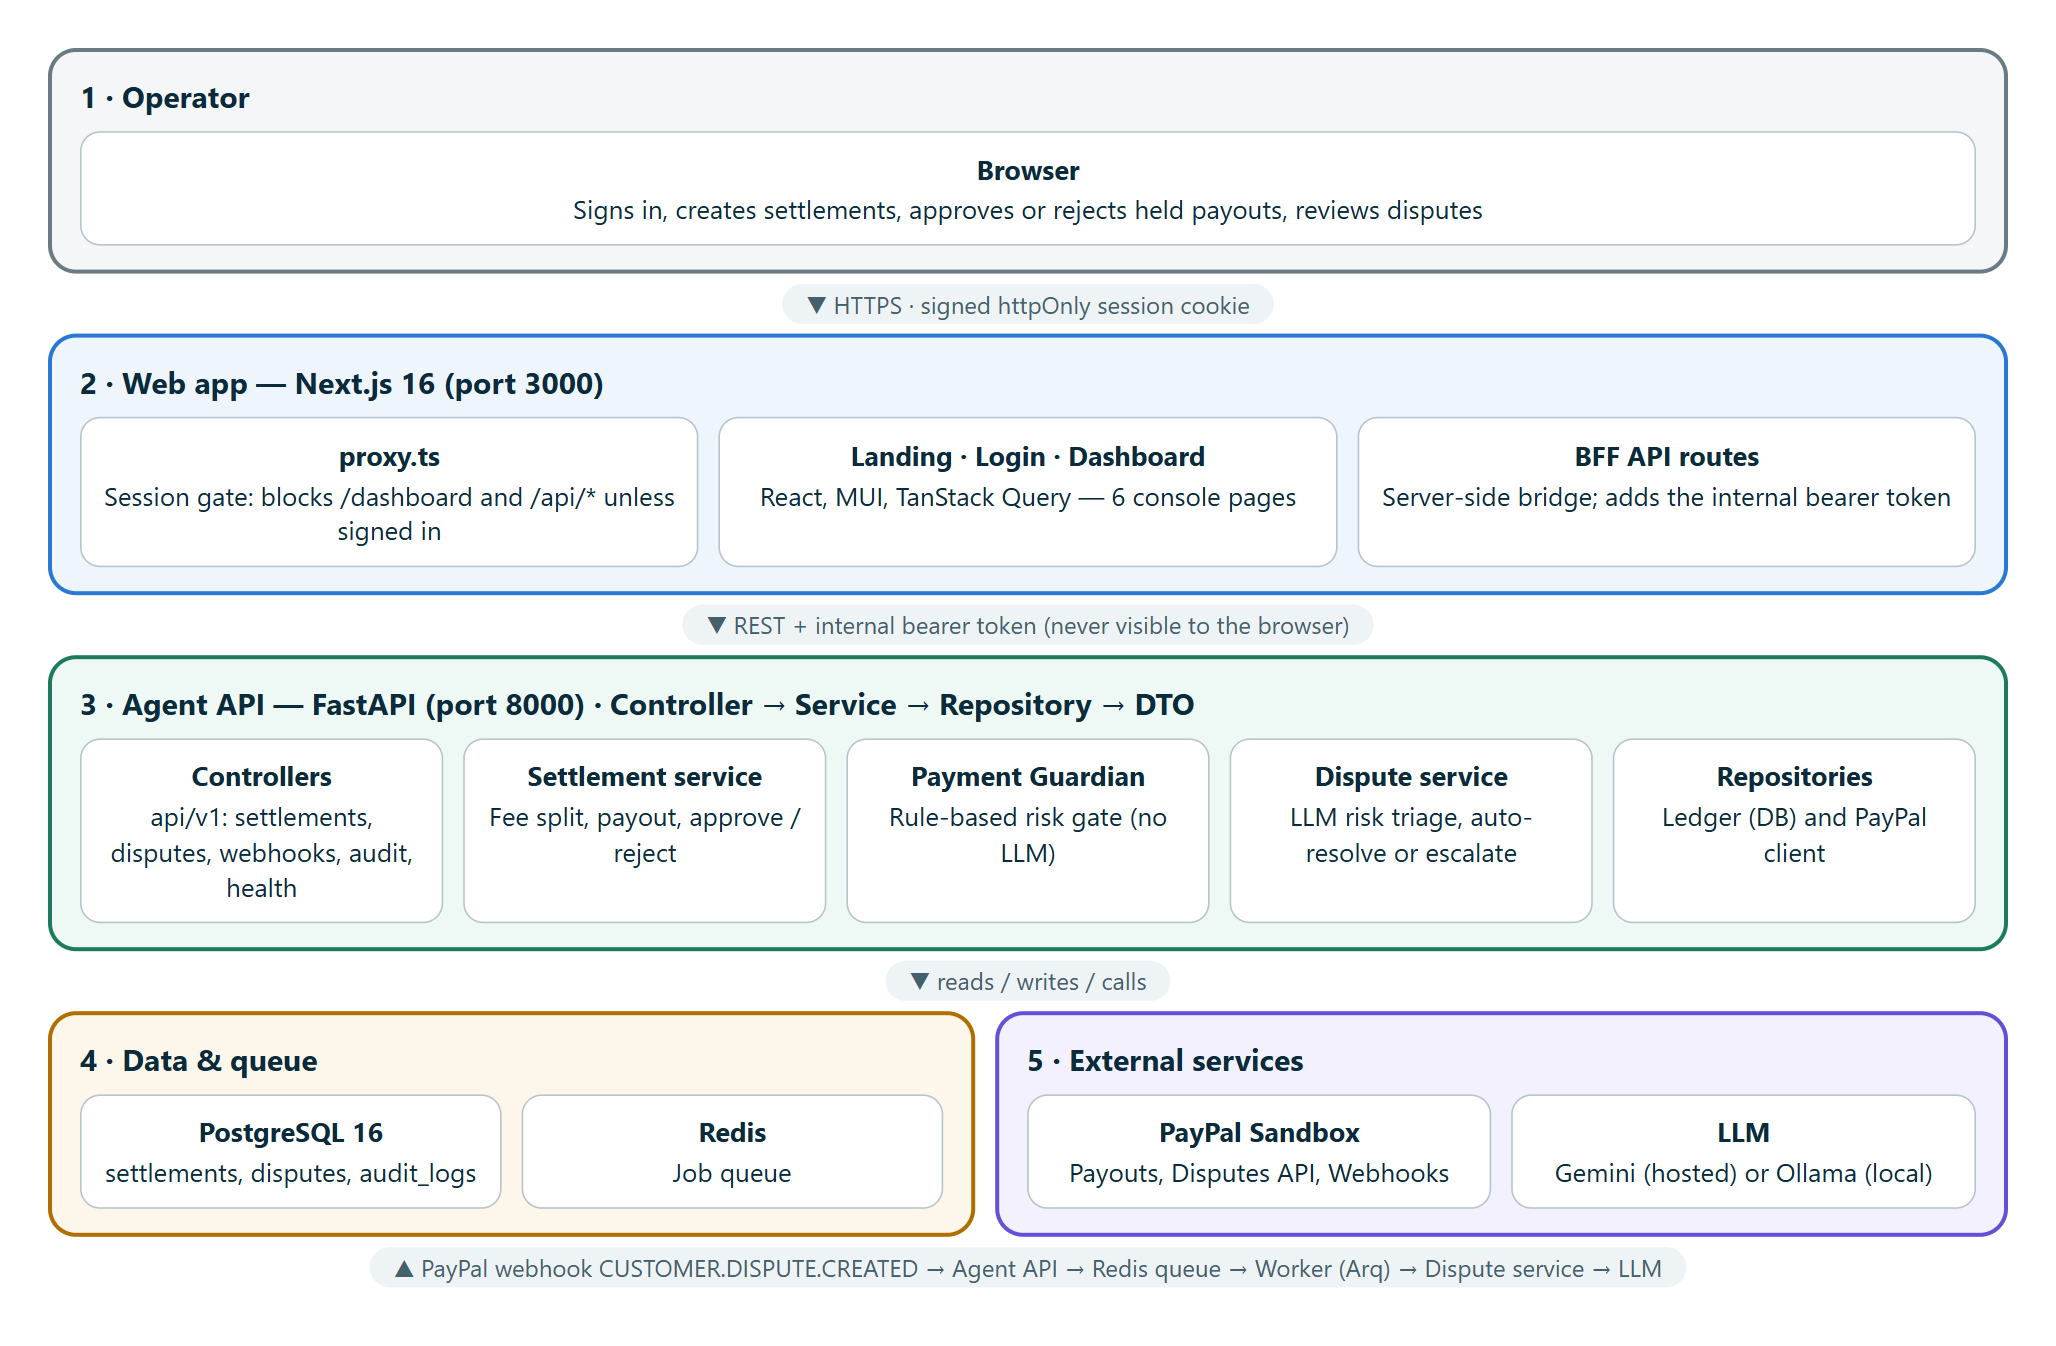 1 · Operator
Browser
Signs in, creates settlements, approves or rejects held payouts, reviews disputes
▼ HTTPS · signed httpOnly session cookie
2 · Web app — Next.js 16 (port 3000)
proxy.ts
Session gate: blocks /dashboard and /api/* unless
signed in
Landing · Login · Dashboard
React, MUI, TanStack Query — 6 console pages
BFF API routes
Server-side bridge; adds the internal bearer token
▼ REST + internal bearer token (never visible to the browser)
3 · Agent API — FastAPI (port 8000) · Controller → Service → Repository → DTO
Controllers
api/v1: settlements,
disputes, webhooks, audit,
health
Settlement service
Fee split, payout, approve /
reject
Payment Guardian
Rule-based risk gate (no
LLM)
Dispute service
LLM risk triage, auto-
resolve or escalate
Repositories
Ledger (DB) and PayPal
client
▼ reads / writes / calls
4 · Data & queue
PostgreSQL 16
settlements, disputes, audit_logs
Redis
Job queue
5 · External services
PayPal Sandbox
Payouts, Disputes API, Webhooks
LLM
Gemini (hosted) or Ollama (local)
▲ PayPal webhook CUSTOMER.DISPUTE.CREATED → Agent API → Redis queue → Worker (Arq) → Dispute service → LLM